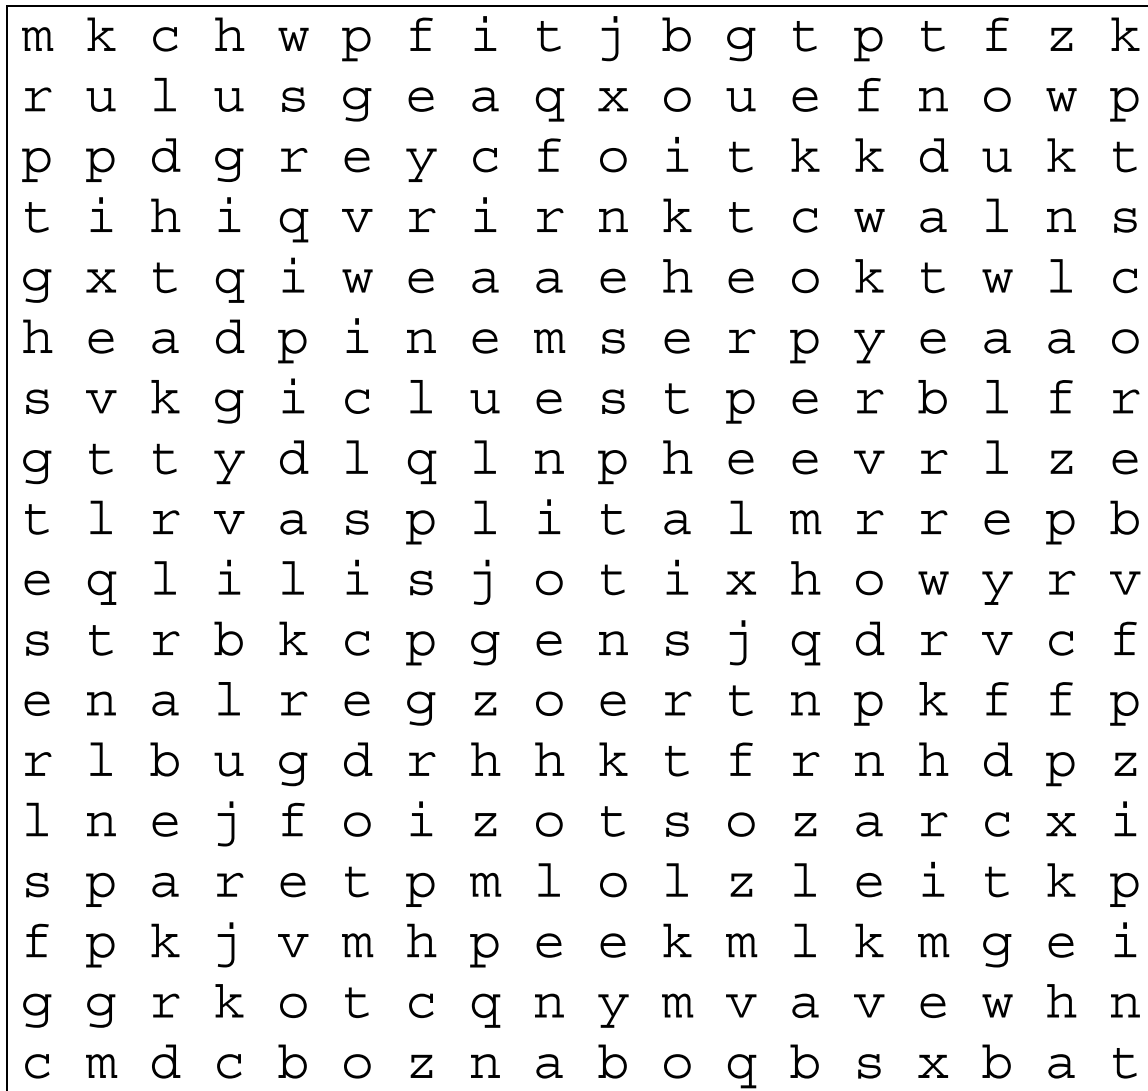 m k c h w p f i t j b g t p t f z k
r u l u s g e a q x o u e f n o w p
p p d g r e y c f o i t k k d u k t
t i h i q v r i r n k t c w a l n s
g x t q i w e a a e h e o k t w l c
h e a d p i n e m s e r p y e a a o
s v k g i c l u e s t p e r b l f r
g t t y d l q l n p h e e v r l z e
t l r v a s p l i t a l m r r e p b
e q l i l i s j o t i x h o w y r v
s t r b k c p g e n s j q d r v c f
e n a l r e g z o e r t n p k f f p
r l b u g d r h h k t f r n h d p z
l n e j f o i z o t s o z a r c x i
s p a r e t p m l o l z l e i t k p
f p k j v m h p e e k m l k m g e i
g g r k o t c q n y m v a v e w h n
c m d c b o z n a b o q b s x b a t